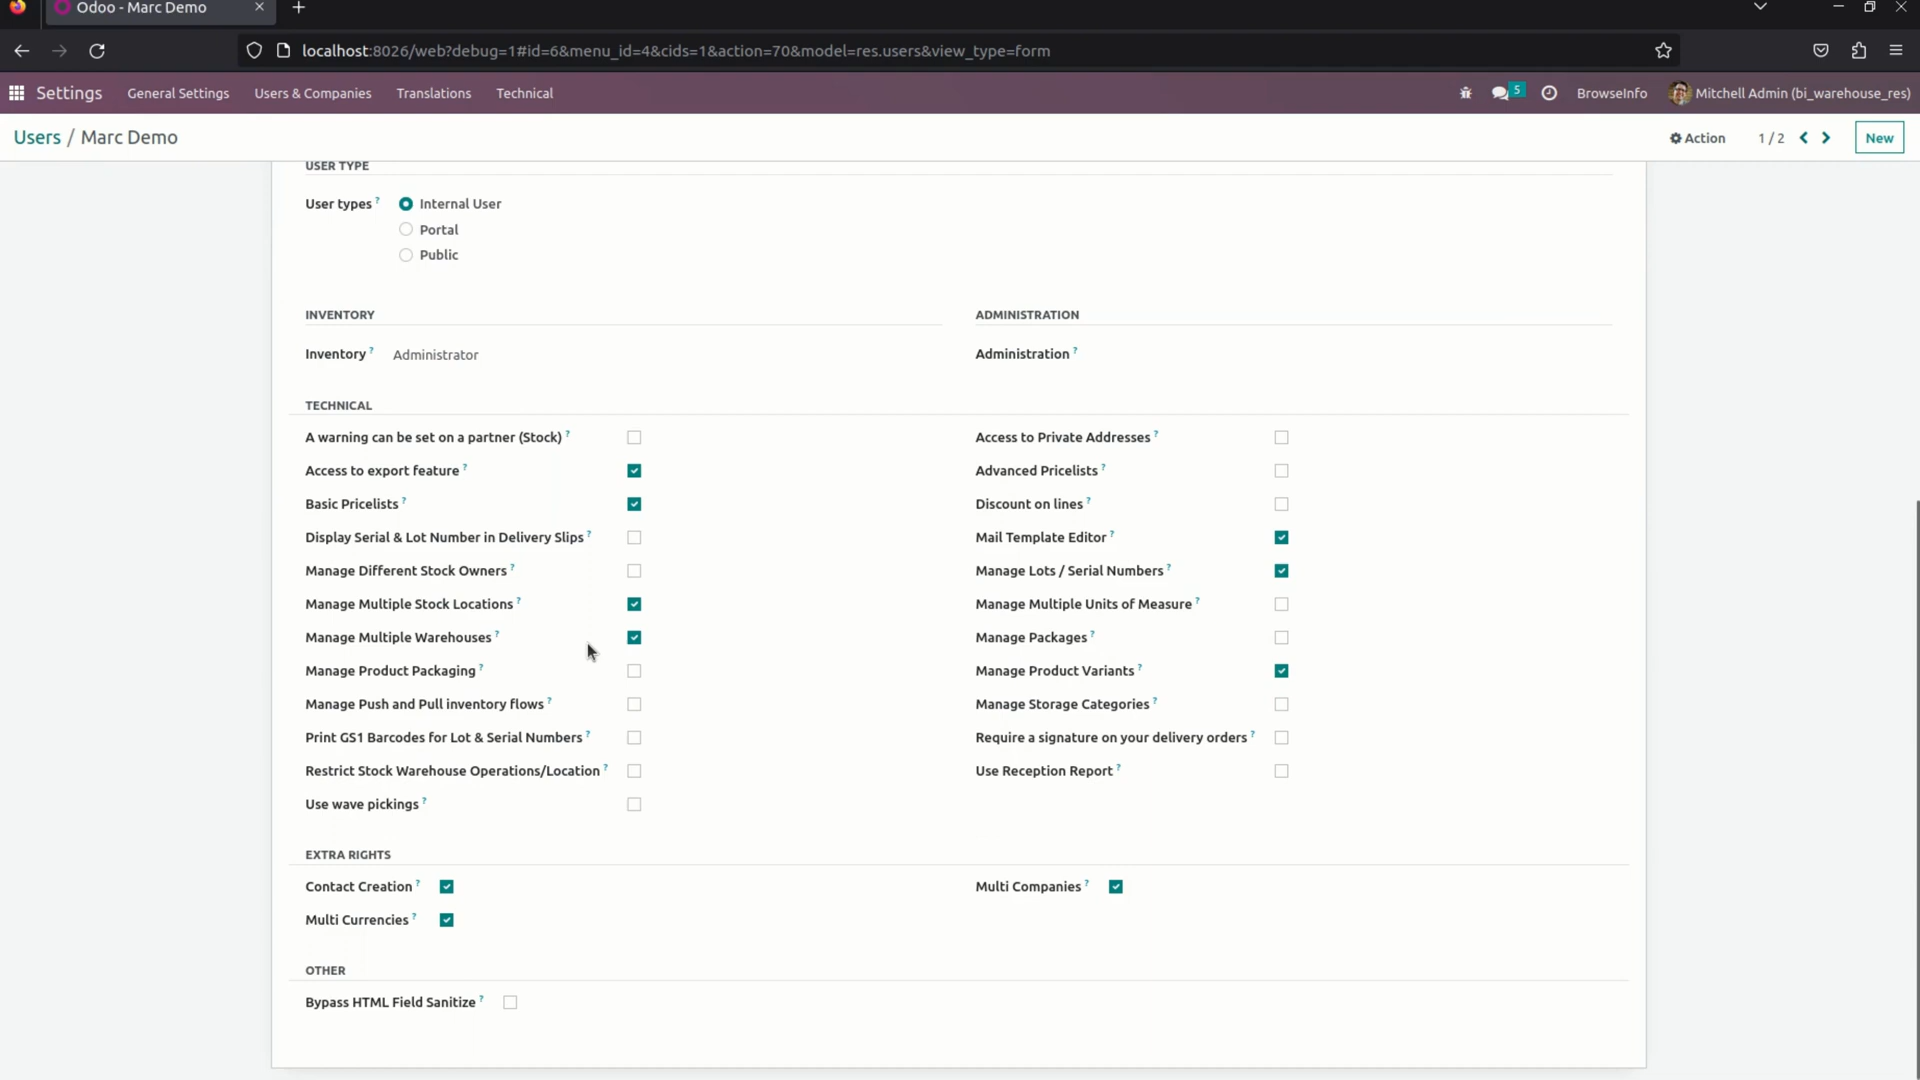 Odoo - Marc Demo
localhost:8026/web?debug=1#id=6&menu_id=4&cids=1&action=70&model=res.users&view_type=form
Settings General Settings Users & Companies Translations Technical 5 BrowseInfo Mitchell Admin (bi_warehouse_res)
Users / Marc Demo Action 1 / 2 New
USER TYPE
User types ? Internal User
Portal
Public
INVENTORY ADMINISTRATION
Inventory ? Administrator Administration ?
TECHNICAL
A warning can be set on a partner (Stock) ? Access to Private Addresses ?
Access to export feature ? Advanced Pricelists ?
Basic Pricelists ? Discount on lines ?
Display Serial & Lot Number in Delivery Slips ? Mail Template Editor ?
Manage Different Stock Owners ? Manage Lots / Serial Numbers ?
Manage Multiple Stock Locations ? Manage Multiple Units of Measure ?
Manage Multiple Warehouses ? Manage Packages ?
Manage Product Packaging ? Manage Product Variants ?
Manage Push and Pull inventory flows ? Manage Storage Categories ?
Print GS1 Barcodes for Lot & Serial Numbers ? Require a signature on your delivery orders ?
Restrict Stock Warehouse Operations/Location ? Use Reception Report ?
Use wave pickings ?
EXTRA RIGHTS
Contact Creation ? Multi Companies ?
Multi Currencies ?
OTHER
Bypass HTML Field Sanitize ?